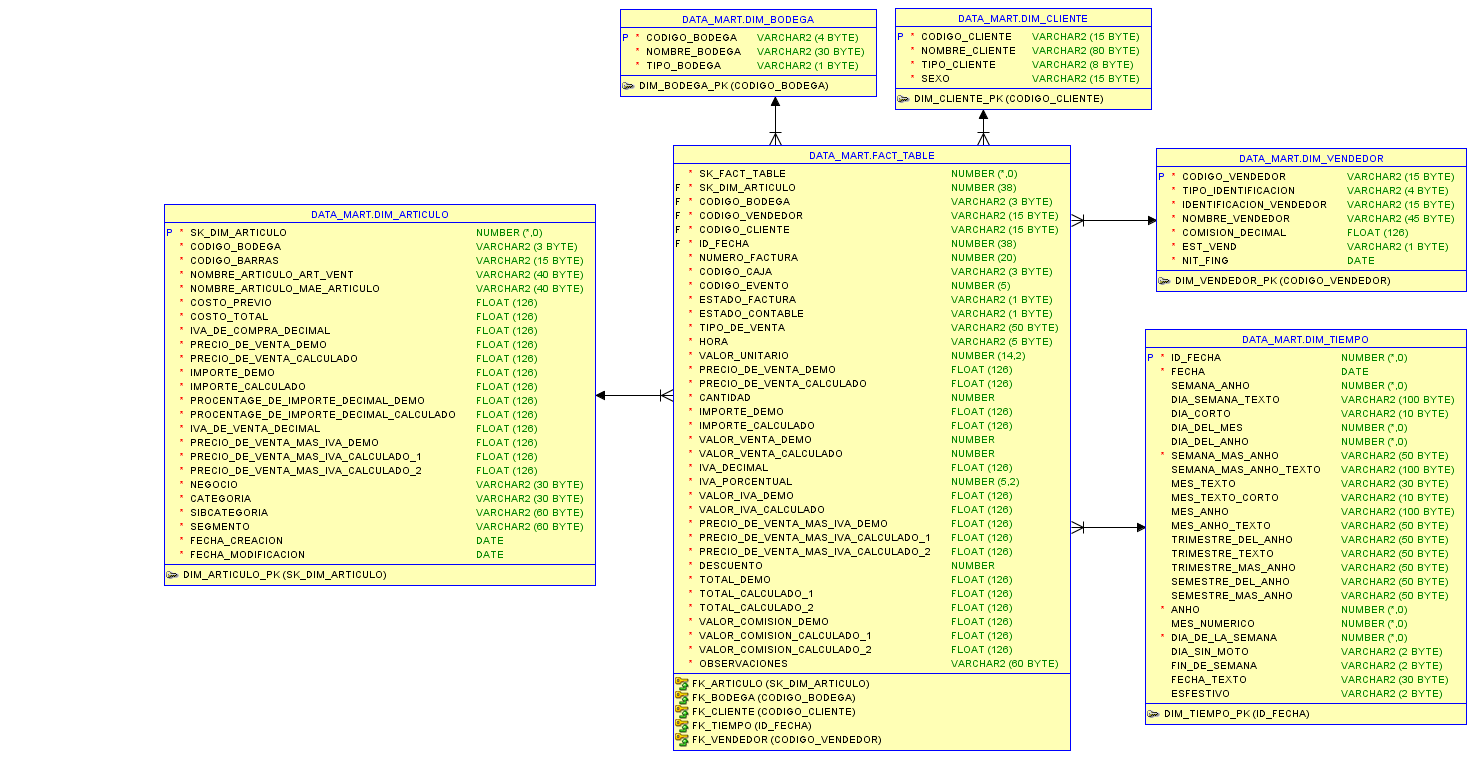 DATA_MART.DIM_BODEGA
P * CODIGO_BODEGA VARCHAR2 (4 BYTE)
* NOMBRE_BODEGA VARCHAR2 (30 BYTE)
* TIPO_BODEGA VARCHAR2 (1 BYTE)
DIM_BODEGA_PK (CODIGO_BODEGA)
DATA_MART.DIM_CLIENTE
P * CODIGO_CLIENTE VARCHAR2 (15 BYTE)
* NOMBRE_CLIENTE VARCHAR2 (80 BYTE)
* TIPO_CLIENTE VARCHAR2 (8 BYTE)
* SEXO VARCHAR2 (15 BYTE)
DIM_CLIENTE_PK (CODIGO_CLIENTE)
DATA_MART.DIM_ARTICULO
P * SK_DIM_ARTICULO NUMBER (*,0)
* CODIGO_BODEGA VARCHAR2 (3 BYTE)
* CODIGO_BARRAS VARCHAR2 (15 BYTE)
* NOMBRE_ARTICULO_ART_VENT VARCHAR2 (40 BYTE)
* NOMBRE_ARTICULO_MAE_ARTICULO VARCHAR2 (40 BYTE)
* COSTO_PREVIO FLOAT (126)
* COSTO_TOTAL FLOAT (126)
* IVA_DE_COMPRA_DECIMAL FLOAT (126)
* PRECIO_DE_VENTA_DEMO FLOAT (126)
* PRECIO_DE_VENTA_CALCULADO FLOAT (126)
* IMPORTE_DEMO FLOAT (126)
* IMPORTE_CALCULADO FLOAT (126)
* PROCENTAGE_DE_IMPORTE_DECIMAL_DEMO FLOAT (126)
* PROCENTAGE_DE_IMPORTE_DECIMAL_CALCULADO FLOAT (126)
* IVA_DE_VENTA_DECIMAL FLOAT (126)
* PRECIO_DE_VENTA_MAS_IVA_DEMO FLOAT (126)
* PRECIO_DE_VENTA_MAS_IVA_CALCULADO_1 FLOAT (126)
* PRECIO_DE_VENTA_MAS_IVA_CALCULADO_2 FLOAT (126)
* NEGOCIO VARCHAR2 (30 BYTE)
* CATEGORIA VARCHAR2 (30 BYTE)
* SIBCATEGORIA VARCHAR2 (60 BYTE)
* SEGMENTO VARCHAR2 (60 BYTE)
* FECHA_CREACION DATE
* FECHA_MODIFICACION DATE
DIM_ARTICULO_PK (SK_DIM_ARTICULO)
DATA_MART.FACT_TABLE
* SK_FACT_TABLE NUMBER (*,0)
F * SK_DIM_ARTICULO NUMBER (38)
F * CODIGO_BODEGA VARCHAR2 (3 BYTE)
F * CODIGO_VENDEDOR VARCHAR2 (15 BYTE)
F * CODIGO_CLIENTE VARCHAR2 (15 BYTE)
F * ID_FECHA NUMBER (38)
* NUMERO_FACTURA NUMBER (20)
* CODIGO_CAJA VARCHAR2 (3 BYTE)
* CODIGO_EVENTO NUMBER (5)
* ESTADO_FACTURA VARCHAR2 (1 BYTE)
* ESTADO_CONTABLE VARCHAR2 (1 BYTE)
* TIPO_DE_VENTA VARCHAR2 (50 BYTE)
* HORA VARCHAR2 (5 BYTE)
* VALOR_UNITARIO NUMBER (14,2)
* PRECIO_DE_VENTA_DEMO FLOAT (126)
* PRECIO_DE_VENTA_CALCULADO FLOAT (126)
* CANTIDAD NUMBER
* IMPORTE_DEMO FLOAT (126)
* IMPORTE_CALCULADO FLOAT (126)
* VALOR_VENTA_DEMO NUMBER
* VALOR_VENTA_CALCULADO NUMBER
* IVA_DECIMAL FLOAT (126)
* IVA_PORCENTUAL NUMBER (5,2)
* VALOR_IVA_DEMO FLOAT (126)
* VALOR_IVA_CALCULADO FLOAT (126)
* PRECIO_DE_VENTA_MAS_IVA_DEMO FLOAT (126)
* PRECIO_DE_VENTA_MAS_IVA_CALCULADO_1 FLOAT (126)
* PRECIO_DE_VENTA_MAS_IVA_CALCULADO_2 FLOAT (126)
* DESCUENTO NUMBER
* TOTAL_DEMO FLOAT (126)
* TOTAL_CALCULADO_1 FLOAT (126)
* TOTAL_CALCULADO_2 FLOAT (126)
* VALOR_COMISION_DEMO FLOAT (126)
* VALOR_COMISION_CALCULADO_1 FLOAT (126)
* VALOR_COMISION_CALCULADO_2 FLOAT (126)
* OBSERVACIONES VARCHAR2 (60 BYTE)
FK_ARTICULO (SK_DIM_ARTICULO)
FK_BODEGA (CODIGO_BODEGA)
FK_CLIENTE (CODIGO_CLIENTE)
FK_TIEMPO (ID_FECHA)
FK_VENDEDOR (CODIGO_VENDEDOR)
DATA_MART.DIM_VENDEDOR
P * CODIGO_VENDEDOR VARCHAR2 (15 BYTE)
* TIPO_IDENTIFICACION VARCHAR2 (4 BYTE)
* IDENTIFICACION_VENDEDOR VARCHAR2 (15 BYTE)
* NOMBRE_VENDEDOR VARCHAR2 (45 BYTE)
* COMISION_DECIMAL FLOAT (126)
* EST_VEND VARCHAR2 (1 BYTE)
* NIT_FING DATE
DIM_VENDEDOR_PK (CODIGO_VENDEDOR)
DATA_MART.DIM_TIEMPO
P * ID_FECHA NUMBER (*,0)
* FECHA DATE
SEMANA_ANHO NUMBER (*,0)
DIA_SEMANA_TEXTO VARCHAR2 (100 BYTE)
DIA_CORTO VARCHAR2 (10 BYTE)
DIA_DEL_MES NUMBER (*,0)
DIA_DEL_ANHO NUMBER (*,0)
* SEMANA_MAS_ANHO VARCHAR2 (50 BYTE)
SEMANA_MAS_ANHO_TEXTO VARCHAR2 (100 BYTE)
MES_TEXTO VARCHAR2 (30 BYTE)
MES_TEXTO_CORTO VARCHAR2 (10 BYTE)
MES_ANHO VARCHAR2 (100 BYTE)
MES_ANHO_TEXTO VARCHAR2 (50 BYTE)
TRIMESTRE_DEL_ANHO VARCHAR2 (50 BYTE)
TRIMESTRE_TEXTO VARCHAR2 (50 BYTE)
TRIMESTRE_MAS_ANHO VARCHAR2 (50 BYTE)
SEMESTRE_DEL_ANHO VARCHAR2 (50 BYTE)
SEMESTRE_MAS_ANHO VARCHAR2 (50 BYTE)
* ANHO NUMBER (*,0)
MES_NUMERICO NUMBER (*,0)
* DIA_DE_LA_SEMANA NUMBER (*,0)
DIA_SIN_MOTO VARCHAR2 (2 BYTE)
FIN_DE_SEMANA VARCHAR2 (2 BYTE)
FECHA_TEXTO VARCHAR2 (30 BYTE)
ESFESTIVO VARCHAR2 (2 BYTE)
DIM_TIEMPO_PK (ID_FECHA)